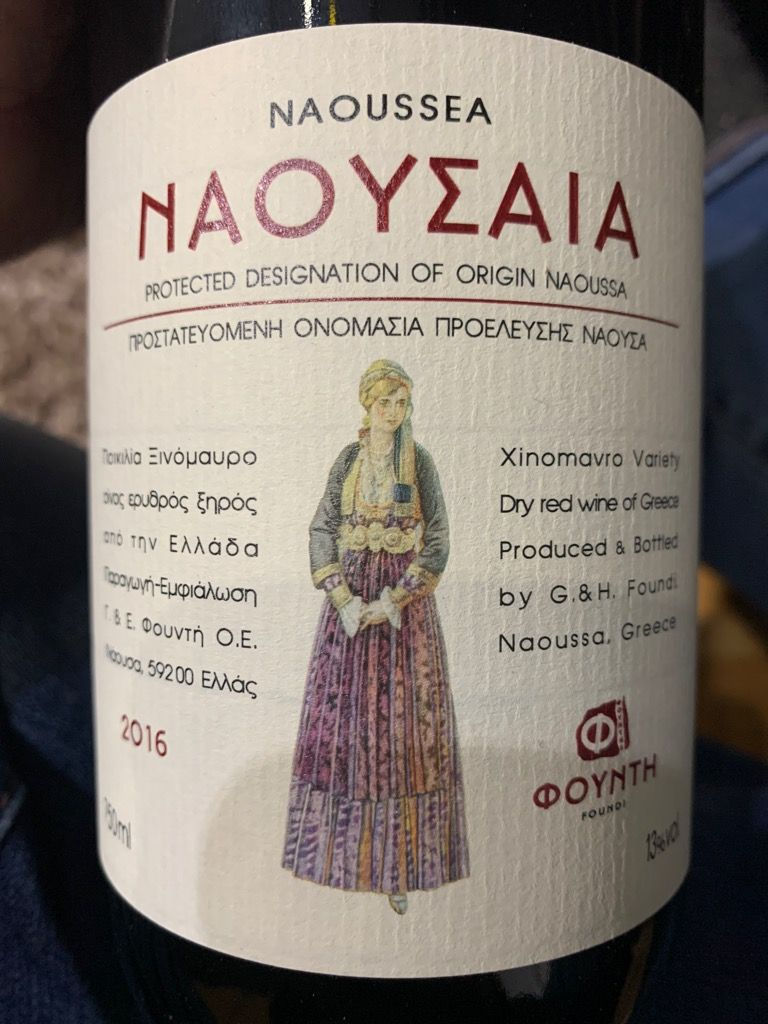 NAOUSSEA
ΝΑΟΥΣΑΙΑ
PROTECTED DESIGNATION OF ORIGIN NAOUSSA
ΠΡΟΣΤΑΤΕΥΟΜΕΝΗ ΟΝΟΜΑΣΙΑ ΠΡΟΕΛΕΥΣΗΣ ΝΑΟΥΣΑ
Ποικιλία Ξινόμαυρο
οίνος ερυθρός ξηρός
από την Ελλάδα
Παραγωγή-Εμφιάλωση
Γ. & Ε. Φουντή Ο.Ε.
Νάουσα, 59200 Ελλάς
2016
750ml
Xinomavro Variety
Dry red wine of Greece
Produced & Bottled
by G.&H. Foundi
Naoussa, Greece
Φ
ΦΟΥΝΤΗ
FOUNDI
13%vol